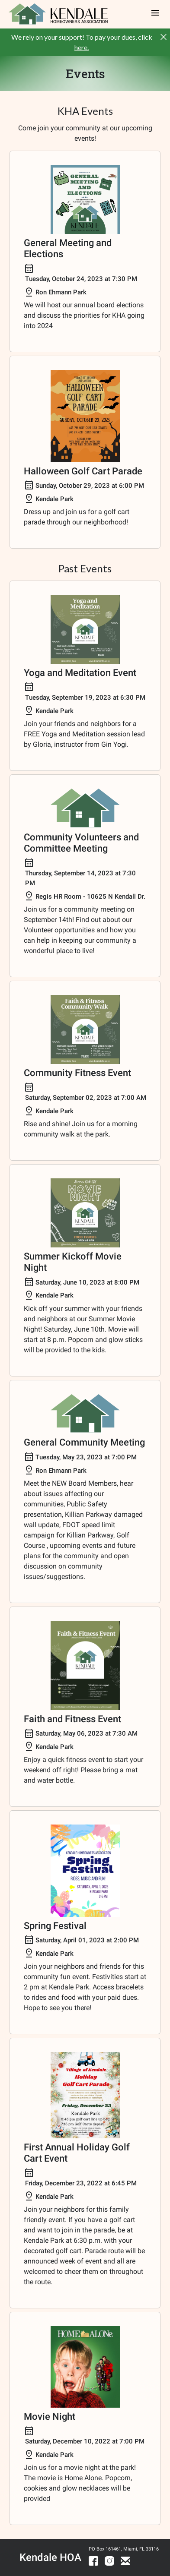 KENDALE
HOMEOWNERS ASSOCIATION
We rely on your support! To pay your dues, click
here.
Events
KHA Events
Come join your community at our upcoming
events!
GENERAL MEETING
AND ELECTIONS
General Meeting and
Elections
Tuesday, October 24, 2023 at 7:30 PM
Ron Ehmann Park
We will host our annual board elections
and discuss the priorities for KHA going
into 2024
HALLOWEEN
GOLF CART
PARADE
Halloween Golf Cart Parade
Sunday, October 29, 2023 at 6:00 PM
Kendale Park
Dress up and join us for a golf cart
parade through our neighborhood!
Past Events
Yoga and
Meditation
KENDALE
Yoga and Meditation Event
Tuesday, September 19, 2023 at 6:30 PM
Kendale Park
Join your friends and neighbors for a
FREE Yoga and Meditation session lead
by Gloria, instructor from Gin Yogi.
Community Volunteers and
Committee Meeting
Thursday, September 14, 2023 at 7:30
PM
Regis HR Room - 10625 N Kendall Dr.
Join us for a community meeting on
September 14th! Find out about our
Volunteer opportunities and how you
can help in keeping our community a
wonderful place to live!
Faith & Fitness
Community Walk
KENDALE
Community Fitness Event
Saturday, September 02, 2023 at 7:00 AM
Kendale Park
Rise and shine! Join us for a morning
community walk at the park.
Summer Kick Off
MOVIE
NIGHT
KENDALE
Summer Kickoff Movie
Night
Saturday, June 10, 2023 at 8:00 PM
Kendale Park
Kick off your summer with your friends
and neighbors at our Summer Movie
Night! Saturday, June 10th. Movie will
start at 8 p.m. Popcorn and glow sticks
will be provided to the kids.
General Community Meeting
Tuesday, May 23, 2023 at 7:00 PM
Ron Ehmann Park
Meet the NEW Board Members, hear
about issues affecting our
communities, Public Safety
presentation, Killian Parkway damaged
wall update, FDOT speed limit
campaign for Killian Parkway, Golf
Course , upcoming events and future
plans for the community and open
discussion on community
issues/suggestions.
Faith & Fitness Event
KENDALE
Faith and Fitness Event
Saturday, May 06, 2023 at 7:30 AM
Kendale Park
Enjoy a quick fitness event to start your
weekend off right! Please bring a mat
and water bottle.
Spring
Festival
RIDES, MUSIC AND FUN!
Spring Festival
Saturday, April 01, 2023 at 2:00 PM
Kendale Park
Join your neighbors and friends for this
community fun event. Festivities start at
2 pm at Kendale Park. Access bracelets
to rides and food with your paid dues.
Hope to see you there!
Village of Kendale
Holiday
Golf Cart Parade
Friday, December 23
Kendale Park
First Annual Holiday Golf
Cart Event
Friday, December 23, 2022 at 6:45 PM
Kendale Park
Join your neighbors for this family
friendly event. If you have a golf cart
and want to join in the parade, be at
Kendale Park at 6:30 p.m. with your
decorated golf cart. Parade route will be
announced week of event and all are
welcomed to cheer them on throughout
the route.
HOME ALONe
Movie Night
Saturday, December 10, 2022 at 7:00 PM
Kendale Park
Join us for a movie night at the park!
The movie is Home Alone. Popcorn,
cookies and glow necklaces will be
provided
Kendale HOA
PO Box 161461, Miami, FL 33116